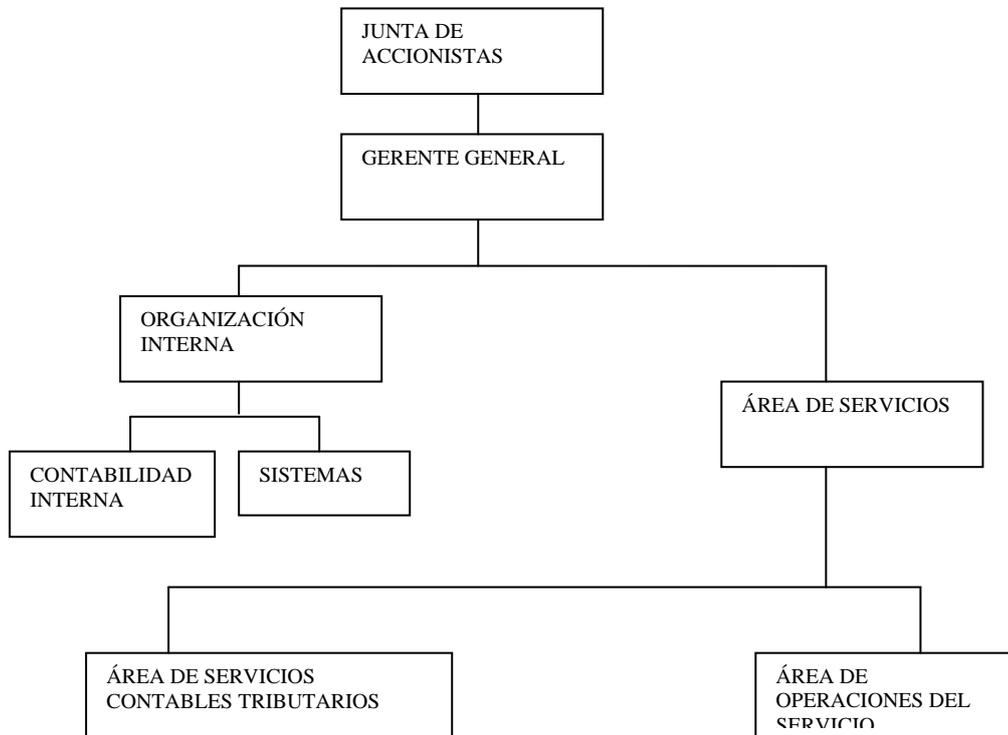 JUNTA DE
ACCIONISTAS
GERENTE GENERAL
ORGANIZACIÓN
INTERNA
ÁREA DE SERVICIOS
CONTABILIDAD
INTERNA
SISTEMAS
ÁREA DE SERVICIOS
CONTABLES TRIBUTARIOS
ÁREA DE
OPERACIONES DEL
SERVICIO